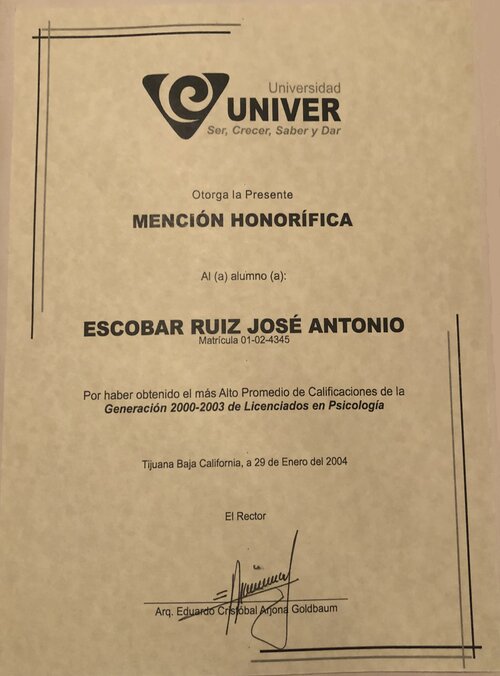 Universidad
UNIVER
Ser, Crecer, Saber y Dar
Otorga la Presente
MENCIÓN HONORÍFICA
Al (a) alumno (a):
ESCOBAR RUIZ JOSÉ ANTONIO
Matrícula 01-02-4345
Por haber obtenido el más Alto Promedio de Calificaciones de la
Generación 2000-2003 de Licenciados en Psicología
Tijuana Baja California, a 29 de Enero del 2004
El Rector
Arq. Eduardo Cristóbal Arjona Goldbaum